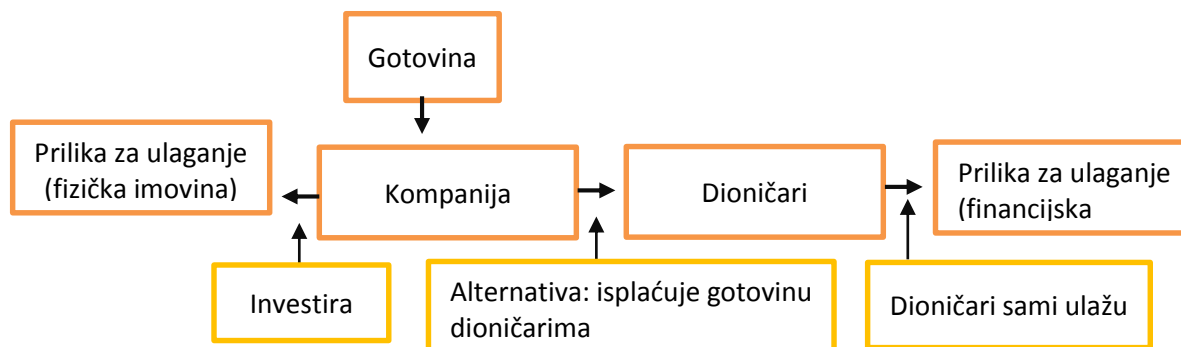 Gotovina
Prilika za ulaganje
(fizička imovina)
Kompanija
Dioničari
Prilika za ulaganje
(financijska
Investira
Alternativa: isplaćuje gotovinu
dioničarima
Dioničari sami ulažu